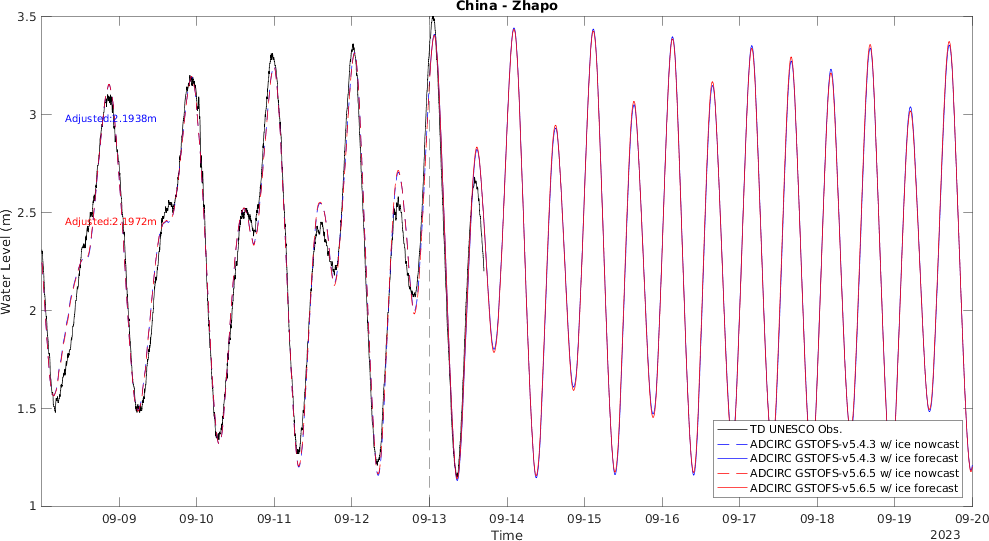 China - Zhapo
3.5
3
2.5
2
1.5
1
Water Level (m)
Adjusted:2.1938m
Adjusted:2.1972m
TD UNESCO Obs.
ADCIRC GSTOFS-v5.4.3 w/ ice nowcast
ADCIRC GSTOFS-v5.4.3 w/ ice forecast
ADCIRC GSTOFS-v5.6.5 w/ ice nowcast
ADCIRC GSTOFS-v5.6.5 w/ ice forecast
09-09 09-10 09-11 09-12 09-13 09-14 09-15 09-16 09-17 09-18 09-19 09-20
Time
2023